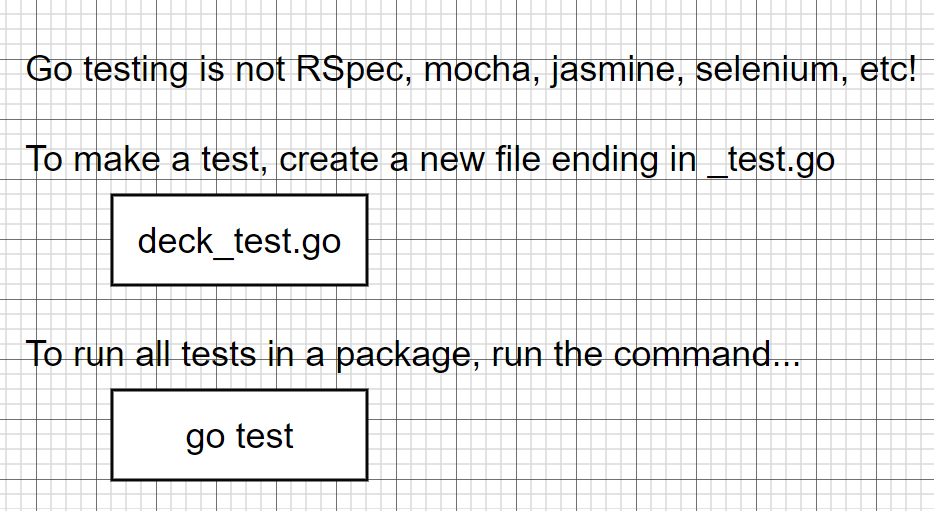 Go testing is not RSpec, mocha, jasmine, selenium, etc!
To make a test, create a new file ending in _test.go
deck_test.go
To run all tests in a package, run the command...
go test